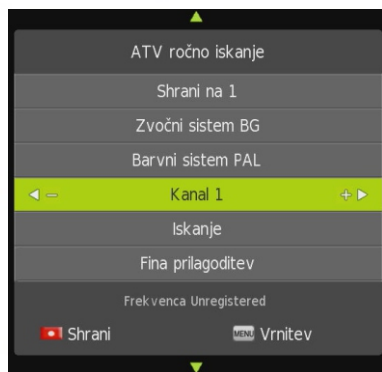 ATV ročno iskanje
Shrani na 1
Zvočni sistem BG
Barvni sistem PAL
− Kanal 1 +
Iskanje
Fina prilagoditev
Frekvenca Unregistered
Shrani MENU Vrnitev